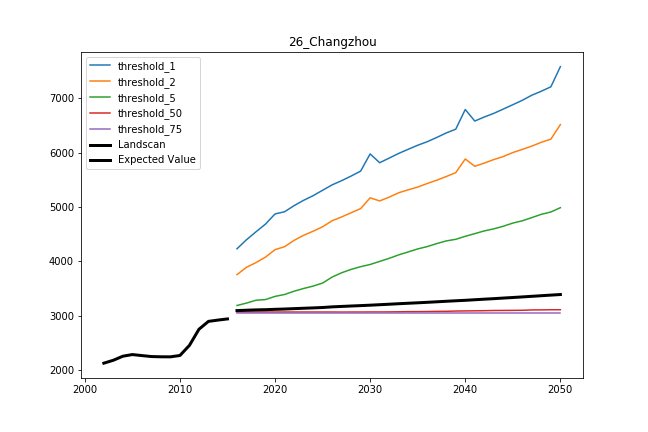 26_Changzhou
threshold_1
threshold_2
threshold_5
threshold_50
threshold_75
Landscan
Expected Value
7000
6000
5000
4000
3000
2000
2000 2010 2020 2030 2040 2050